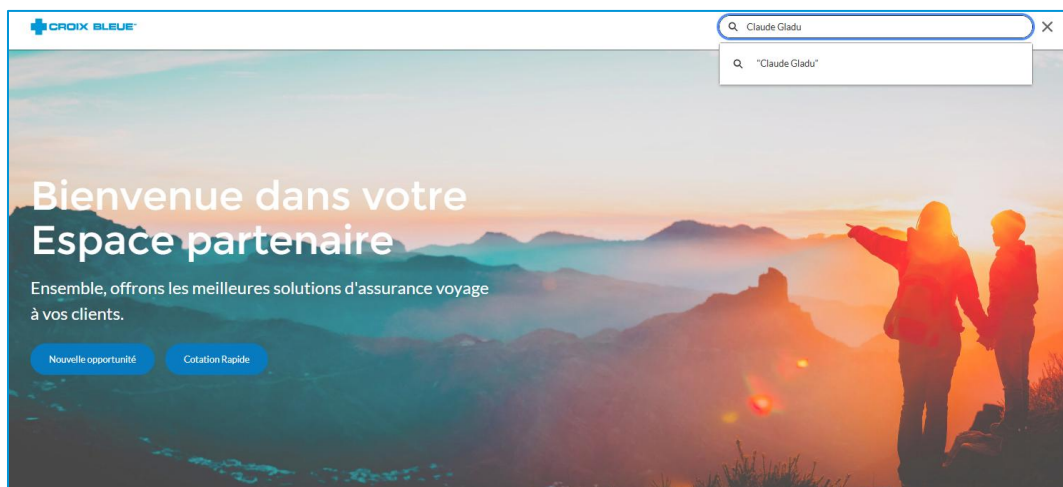 CROIX BLEUE
Claude Gladu
"Claude Gladu"
Bienvenue dans votre
Espace partenaire
Ensemble, offrons les meilleures solutions d'assurance voyage
à vos clients.
Nouvelle opportunité
Cotation Rapide